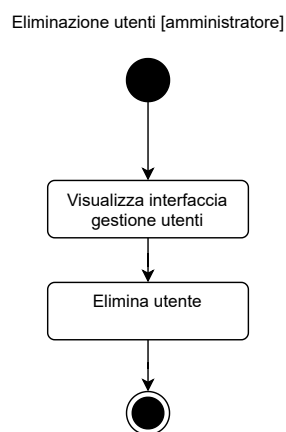 Eliminazione utenti [amministratore]
Visualizza interfaccia
gestione utenti
Elimina utente